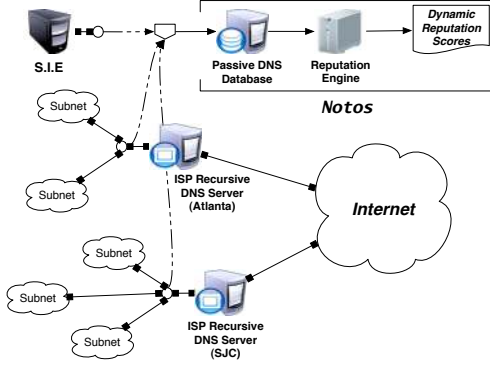 S.I.E
Passive DNS
Database
Reputation
Engine
Dynamic
Reputation
Scores
Notos
Subnet
Subnet
ISP Recursive
DNS Server
(Atlanta)
Internet
Subnet
Subnet
Subnet
ISP Recursive
DNS Server
(SJC)